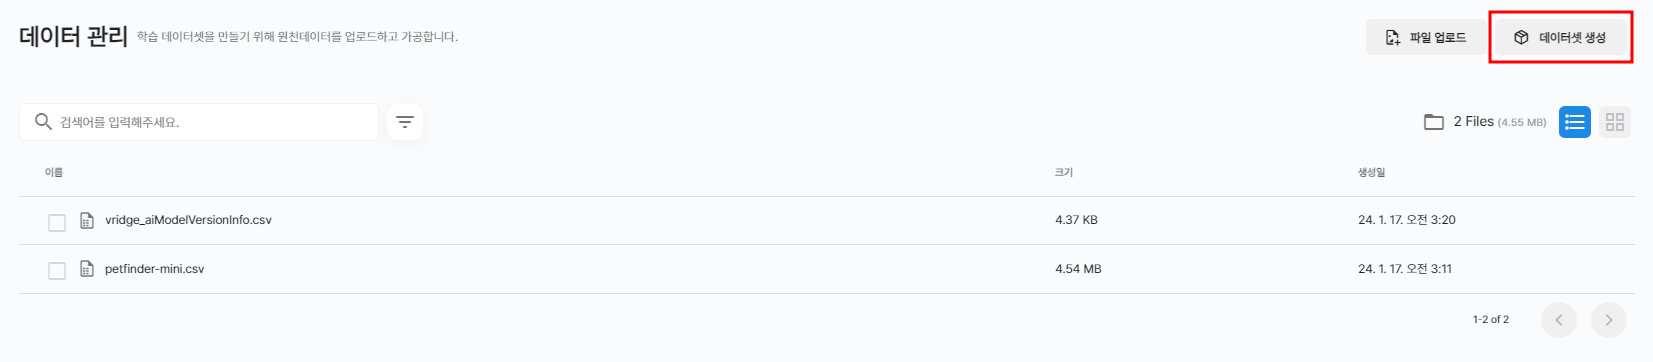 데이터 관리 학습 데이터셋을 만들기 위해 원천데이터를 업로드하고 가공합니다. 파일 업로드 데이터셋 생성
검색어를 입력해주세요. 2 Files (4.55 MB)
이름 크기 생성일
vridge_aiModelVersionInfo.csv 4.37 KB 24. 1. 17. 오전 3:20
petfinder-mini.csv 4.54 MB 24. 1. 17. 오전 3:11
1-2 of 2